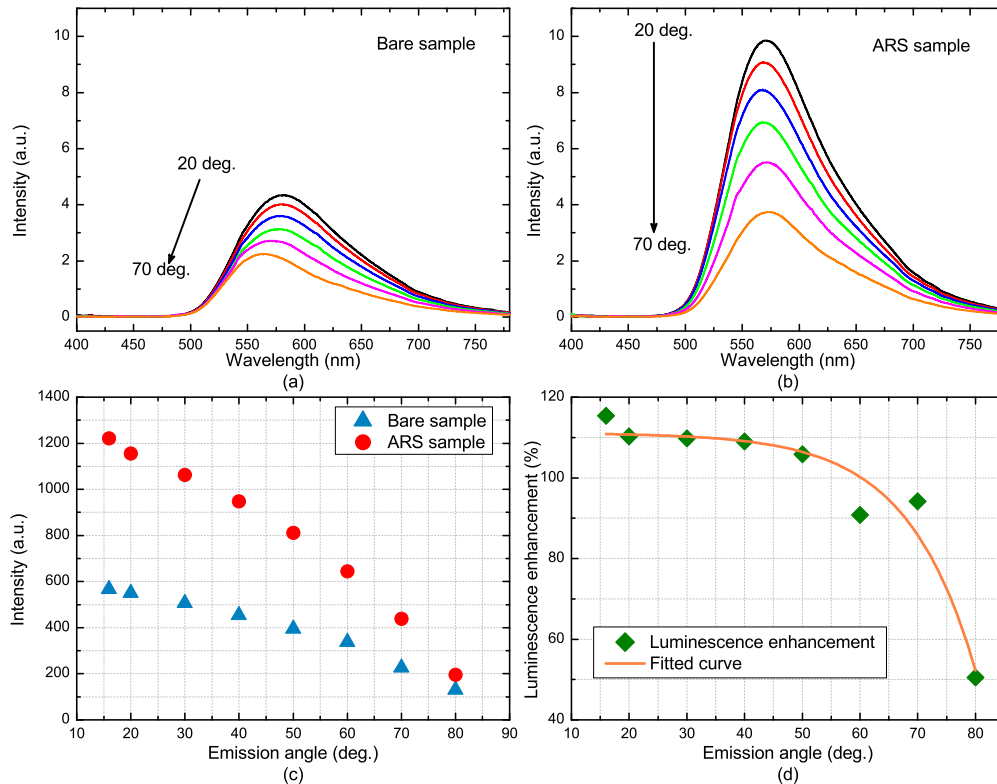 Bare sample
20 deg.
70 deg.
Intensity (a.u.)
0
2
4
6
8
10
400 450 500 550 600 650 700 750
Wavelength (nm)
(a)
ARS sample
20 deg.
70 deg.
Intensity (a.u.)
0
2
4
6
8
10
400 450 500 550 600 650 700 750
Wavelength (nm)
(b)
Bare sample
ARS sample
Intensity (a.u.)
1400
1200
1000
800
600
400
200
0
10 20 30 40 50 60 70 80 90
Emission angle (deg.)
(c)
Luminescence enhancement
Fitted curve
Luminescence enhancement (%)
120
110
100
90
80
70
60
50
40
10 20 30 40 50 60 70 80
Emission angle (deg.)
(d)